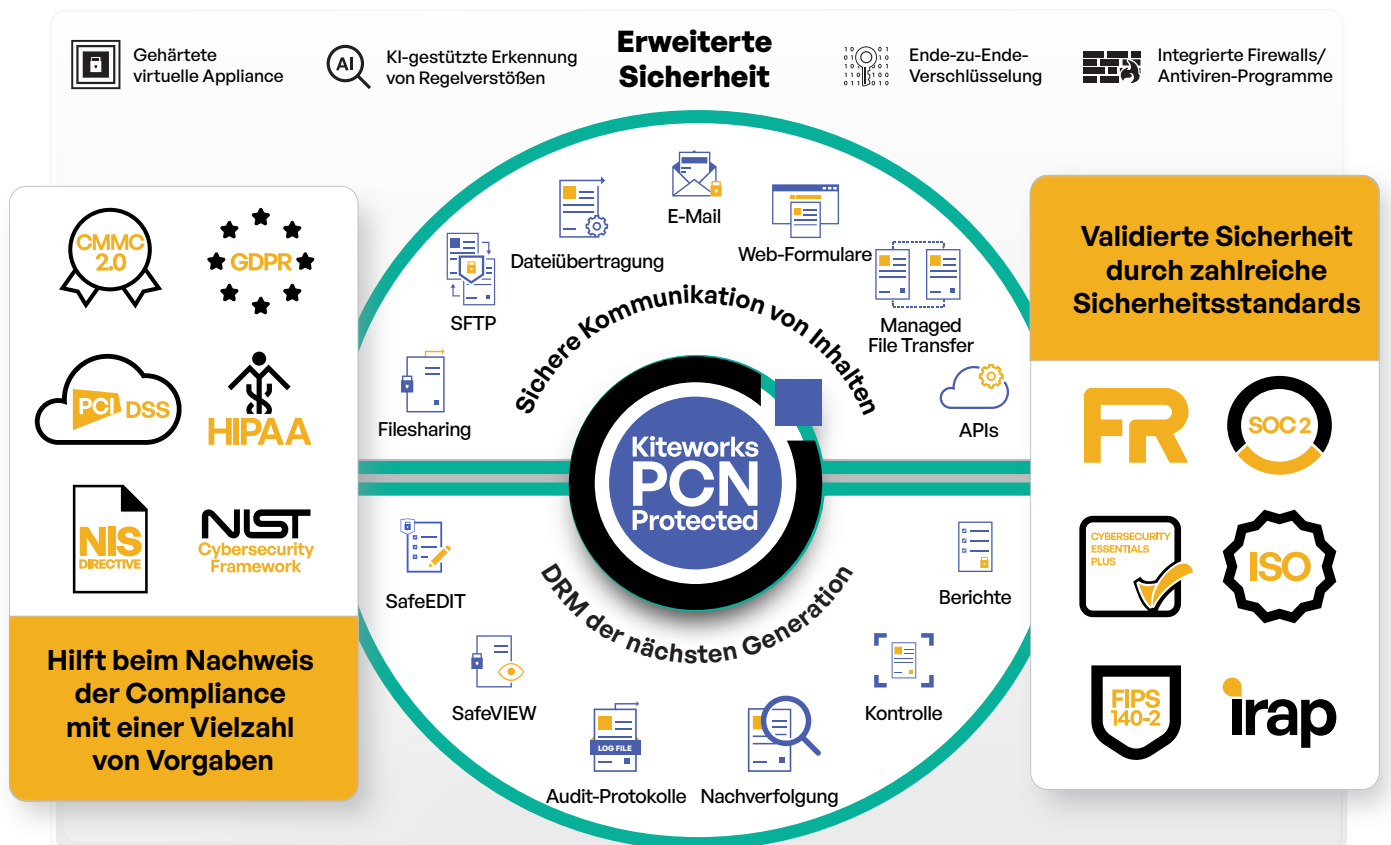 Erweiterte
Sicherheit
Gehärtete
virtuelle Appliance
AI
KI-gestützte Erkennung
von Regelverstößen
Ende-zu-Ende-
Verschlüsselung
Integrierte Firewalls/
Antiviren-Programme
CMMC
2.0
GDPR
PCI DSS
HIPAA
NIS
DIRECTIVE
NIST
Cybersecurity
Framework
Hilft beim Nachweis
der Compliance
mit einer Vielzahl
von Vorgaben
Filesharing
SFTP
Dateiübertragung
E-Mail
Web-Formulare
Managed
File Transfer
APIs
Sichere Kommunikation von Inhalten
Kiteworks
PCN
Protected
DRM der nächsten Generation
SafeEDIT
SafeVIEW
LOG FILE
Audit-Protokolle
Nachverfolgung
Kontrolle
Berichte
Validierte Sicherheit
durch zahlreiche
Sicherheitsstandards
FR
SOC 2
CYBERSECURITY
ESSENTIALS
PLUS
ISO
FIPS
140-2
irap